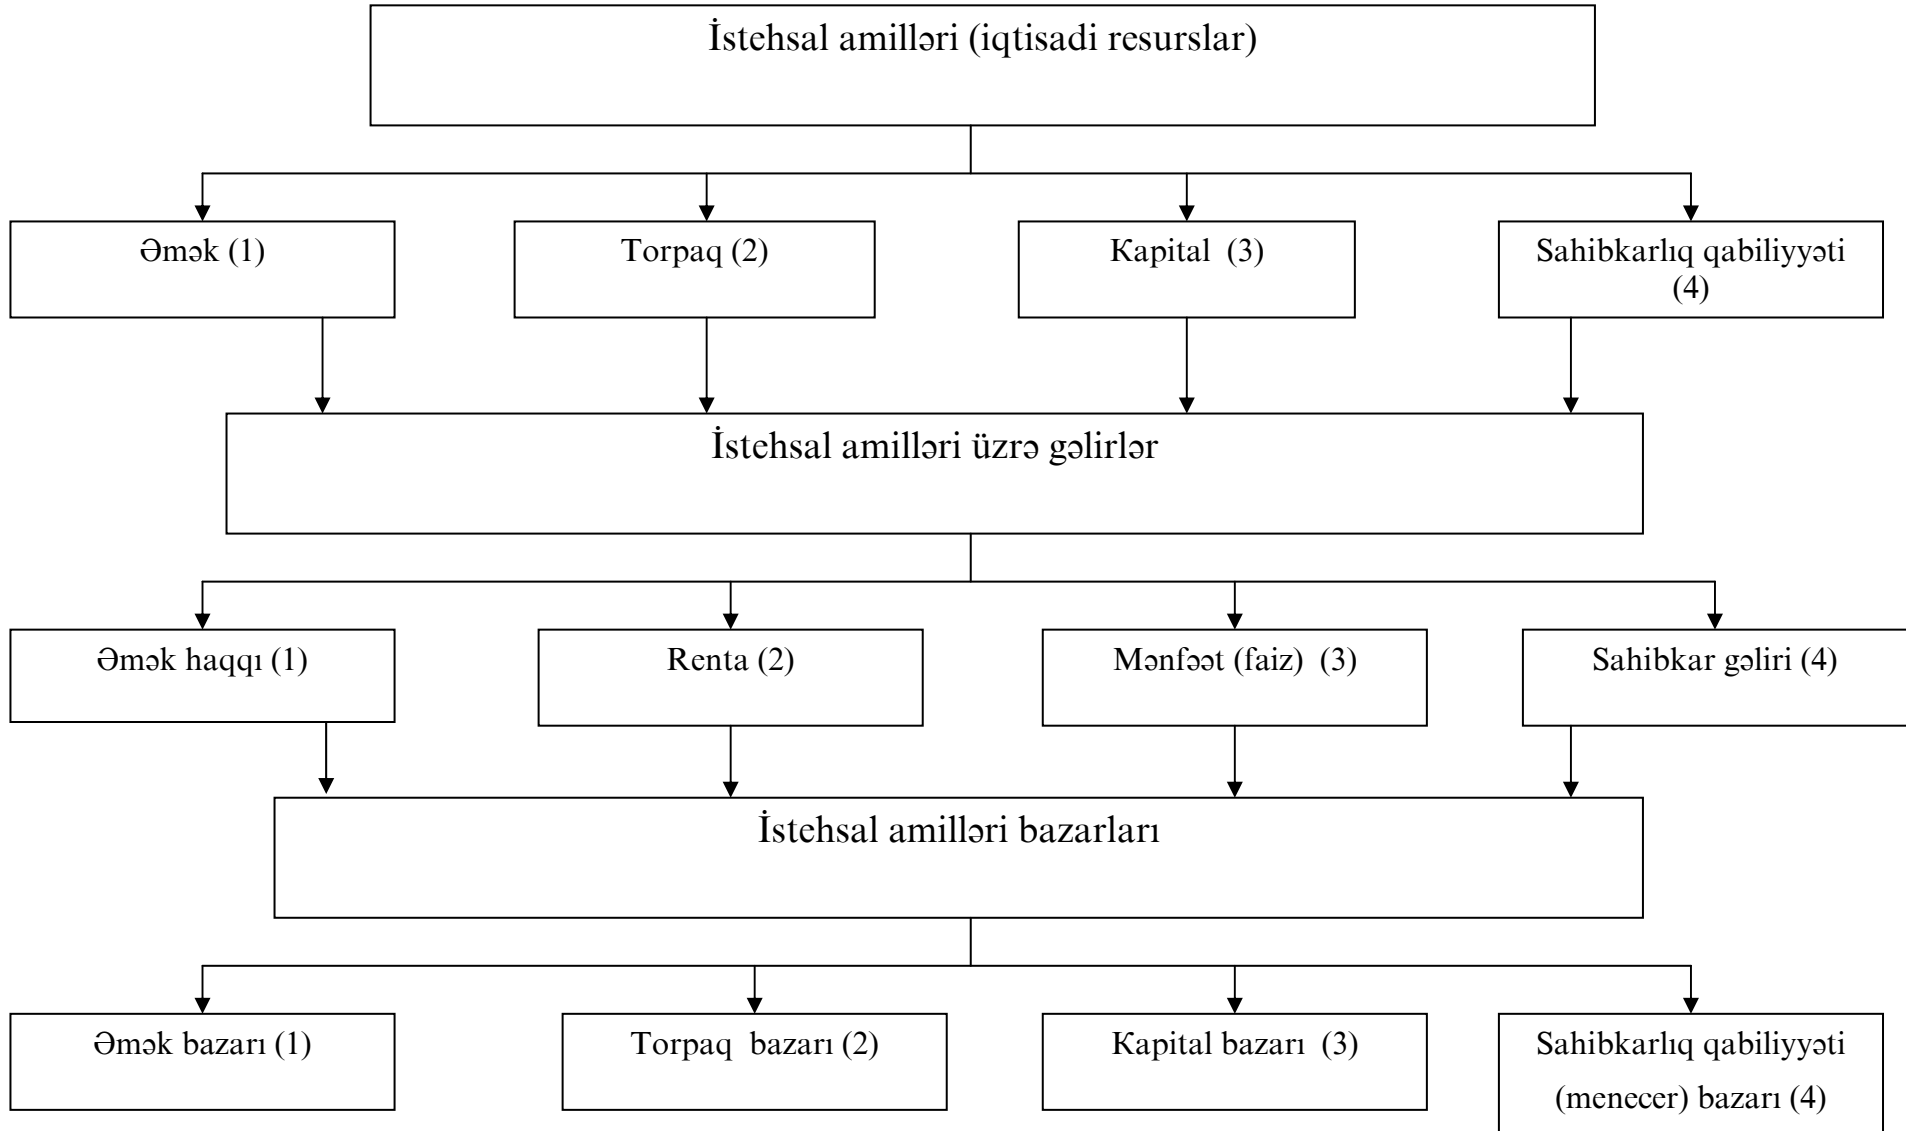 İstehsal amilləri (iqtisadi resurslar)
Əmək (1)
Torpaq (2)
Kapital (3)
Sahibkarlıq qabiliyyəti
(4)
İstehsal amilləri üzrə gəlirlər
Əmək haqqı (1)
Renta (2)
Mənfəət (faiz) (3)
Sahibkar gəliri (4)
İstehsal amilləri bazarları
Əmək bazarı (1)
Torpaq bazarı (2)
Kapital bazarı (3)
Sahibkarlıq qabiliyyəti
(menecer) bazarı (4)